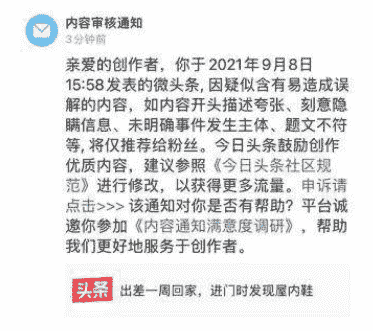 内容审核通知
3分钟前
亲爱的创作者，你于2021年9月8日
15:58发表的微头条, 因疑似含有易造成误
解的内容，如内容开头描述夸张、刻意隐
瞒信息、未明确事件发生主体、题文不符
等, 将仅推荐给粉丝。今日头条鼓励创作
优质内容，建议参照《今日头条社区规
范》进行修改，以获得更多流量。申诉请
点击>>> 该通知对你是否有帮助？平台诚
邀你参加《内容通知满意度调研》，帮助
我们更好地服务于创作者。
头条 出差一周回家，进门时发现屋内鞋